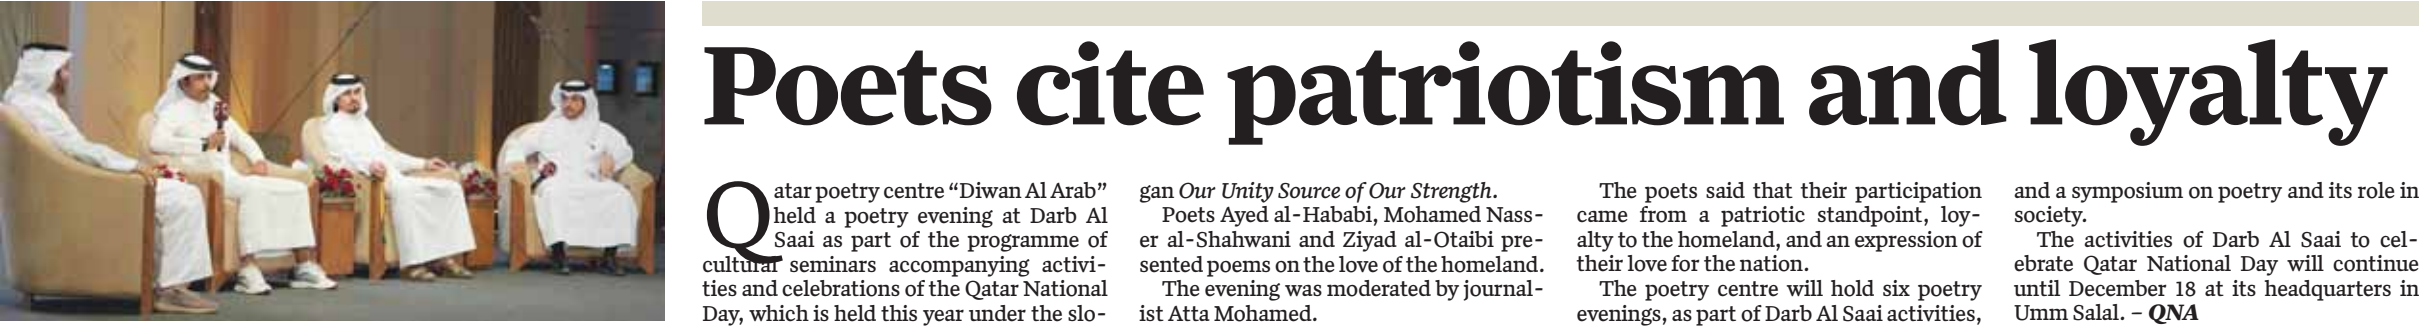 Poets cite patriotism and loyalty
Qatar poetry centre “Diwan Al Arab”
held a poetry evening at Darb Al
Saai as part of the programme of
cultural seminars accompanying activi-
ties and celebrations of the Qatar National
Day, which is held this year under the slo-
gan Our Unity Source of Our Strength.
Poets Ayed al-Hababi, Mohamed Nass-
er al-Shahwani and Ziyad al-Otaibi pre-
sented poems on the love of the homeland.
The evening was moderated by journal-
ist Atta Mohamed.
The poets said that their participation
came from a patriotic standpoint, loy-
alty to the homeland, and an expression of
their love for the nation.
The poetry centre will hold six poetry
evenings, as part of Darb Al Saai activities,
and a symposium on poetry and its role in
society.
The activities of Darb Al Saai to cel-
ebrate Qatar National Day will continue
until December 18 at its headquarters in
Umm Salal. – QNA